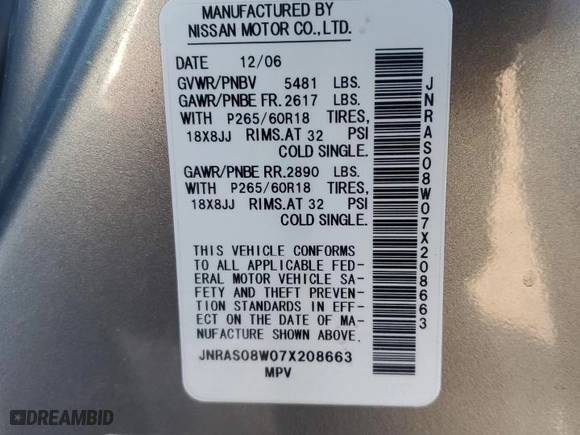 MANUFACTURED BY
NISSAN MOTOR CO.,LTD.
DATE 12/06
GVWR/PNBV 5481 LBS.
GAWR/PNBE FR. 2617 LBS.
WITH P265/60R18 TIRES,
18X8JJ RIMS.AT 32 PSI
COLD SINGLE.
GAWR/PNBE RR. 2890 LBS.
WITH P265/60R18 TIRES,
18X8JJ RIMS.AT 32 PSI
COLD SINGLE.
THIS VEHICLE CONFORMS
TO ALL APPLICABLE FED-
ERAL MOTOR VEHICLE SA-
FETY AND THEFT PREVEN-
TION STANDARDS IN EFF-
ECT ON THE DATE OF MA-
NUFACTURE SHOWN ABOVE.
JNRAS08W07X208663
MPV
JNRAS08W07X208663
DREAMBID